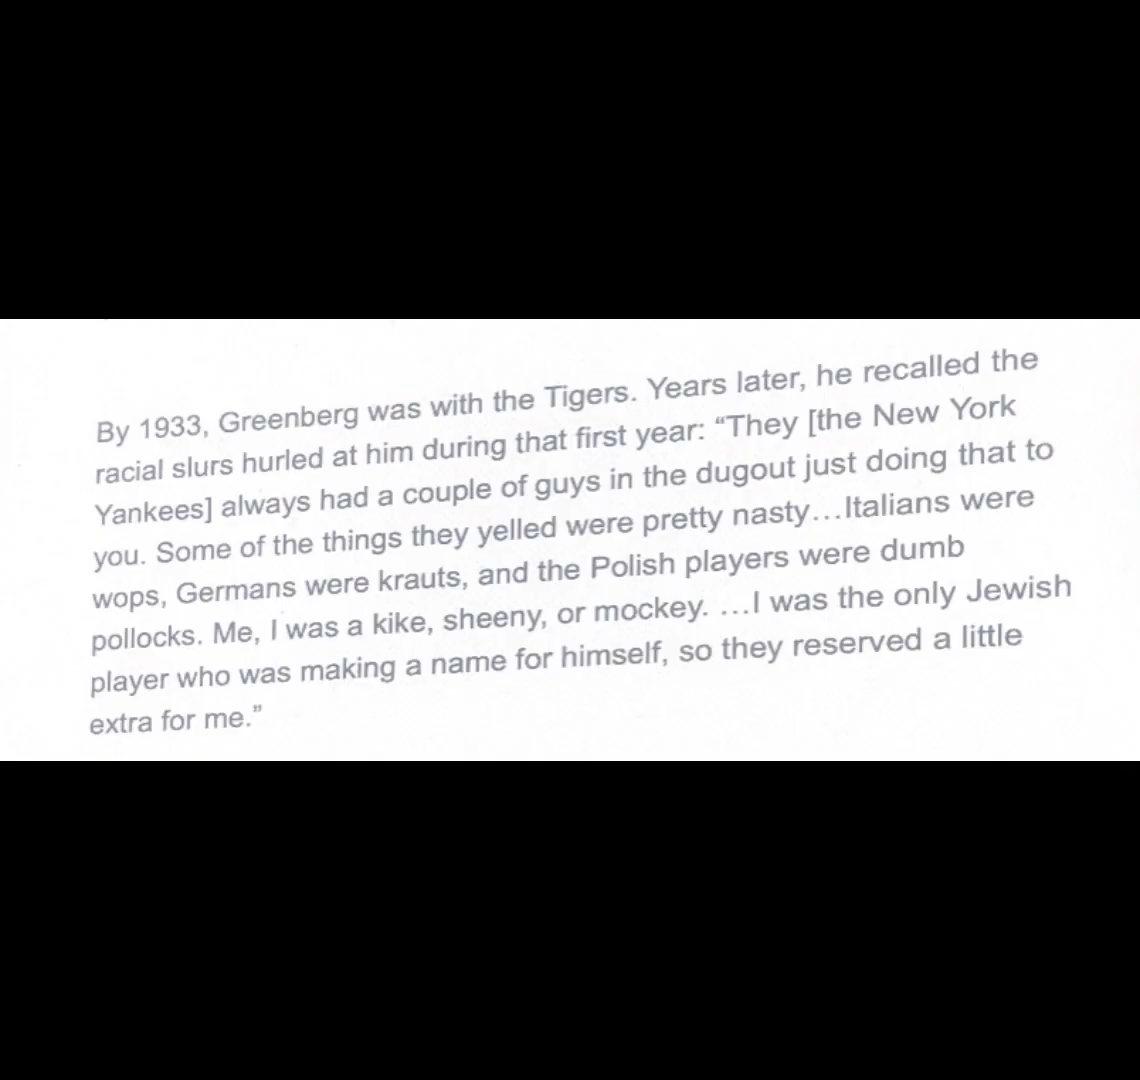 By 1933, Greenberg was with the Tigers. Years later, he recalled the
racial slurs hurled at him during that first year: “They [the New York
Yankees] always had a couple of guys in the dugout just doing that to
you. Some of the things they yelled were pretty nasty…Italians were
wops, Germans were krauts, and the Polish players were dumb
pollocks. Me, I was a kike, sheeny, or mockey. …I was the only Jewish
player who was making a name for himself, so they reserved a little
extra for me.”